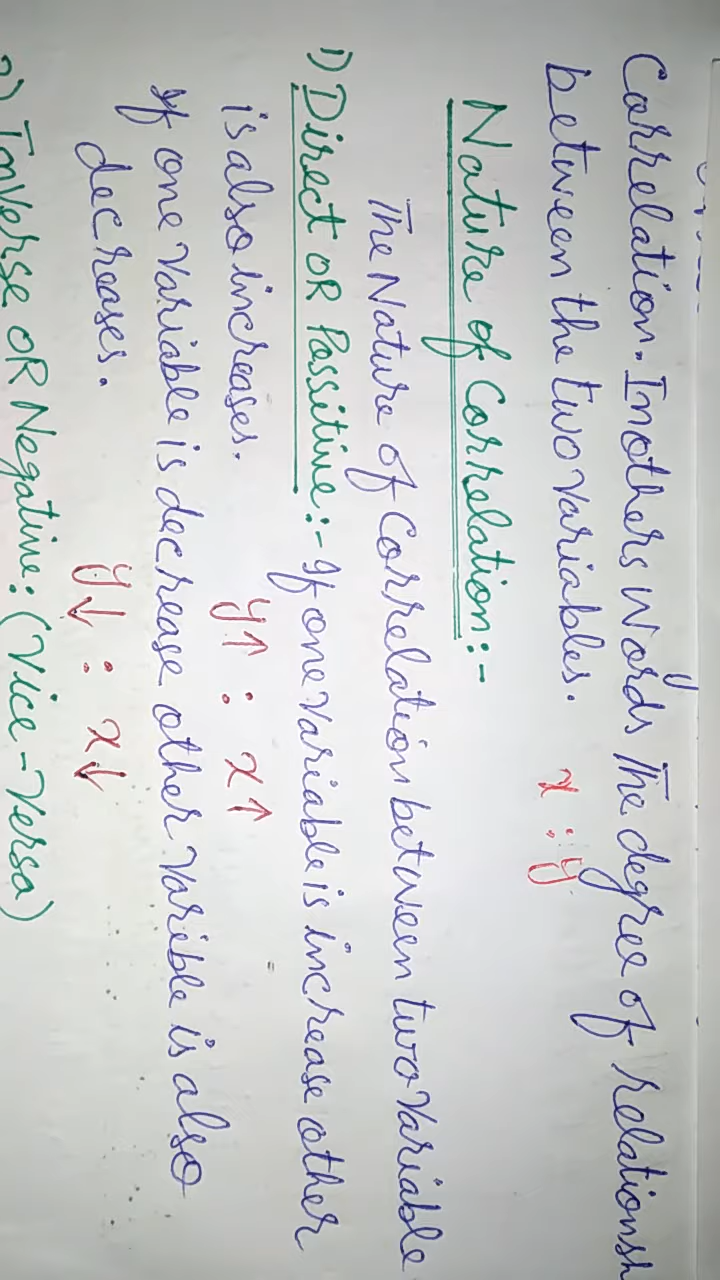 Correlation. Inothers Words The degree of relationsh
between the two Variables. x : y
Nature of Correlation:-
The Nature of Correlation between two Variable
1) Direct OR Possitive:- If one Variable is increase other
is also increases. y↑ : x↑
If one Variable is decrease other Varible is also
decreases. y↓ : x↓
2) Inverse OR Negative: (Vice-Versa)